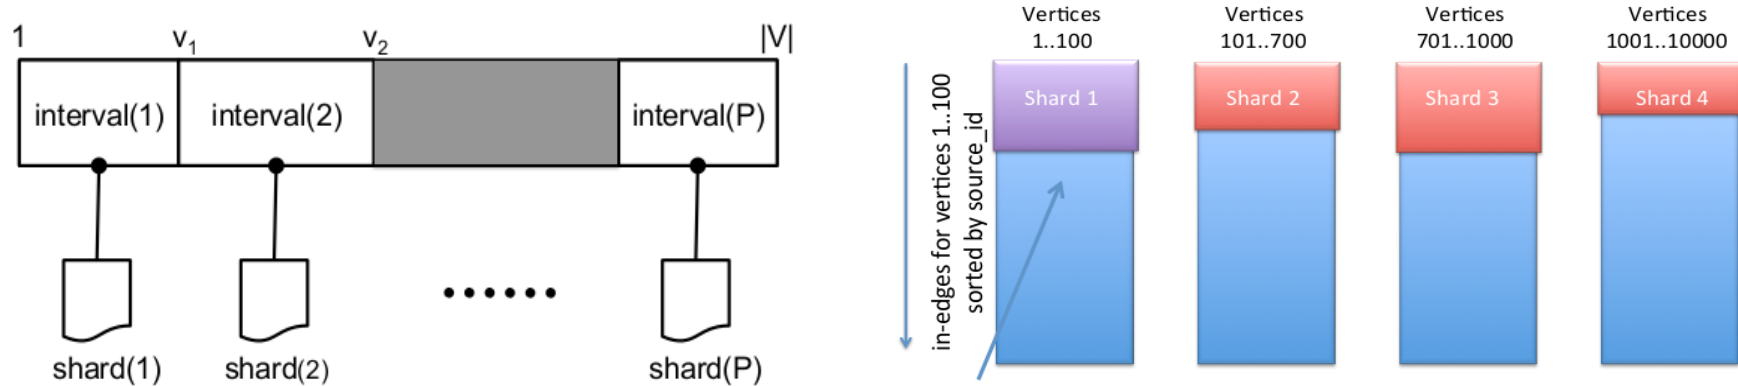 1 v1 v2 |V|
interval(1) interval(2) interval(P)
shard(1) shard(2) shard(P)
Vertices
1..100
Vertices
101..700
Vertices
701..1000
Vertices
1001..10000
in-edges for vertices 1..100
sorted by source_id
Shard 1
Shard 2
Shard 3
Shard 4